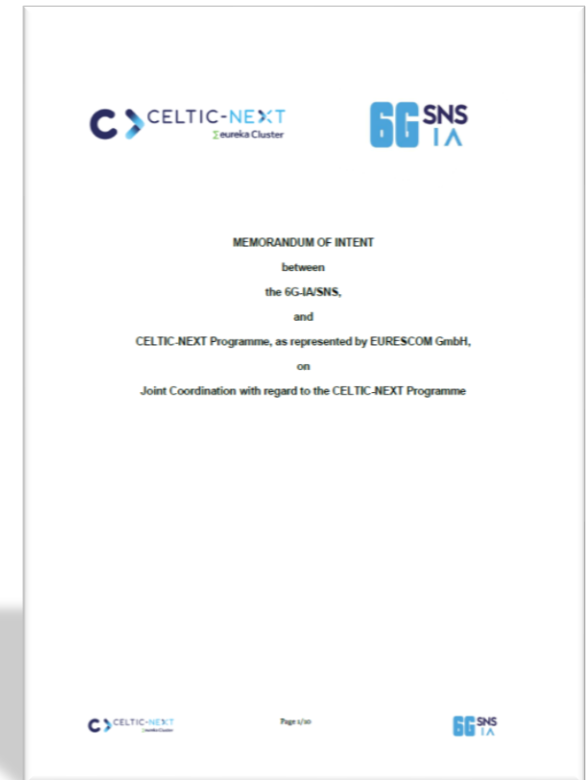 CELTIC-NEXT
Σeureka Cluster
6G SNS
IA
MEMORANDUM OF INTENT
between
the 6G-IA/SNS,
and
CELTIC-NEXT Programme, as represented by EURESCOM GmbH,
on
Joint Coordination with regard to the CELTIC-NEXT Programme
CELTIC-NEXT
Σeureka Cluster
Page 1/10
6G SNS
IA